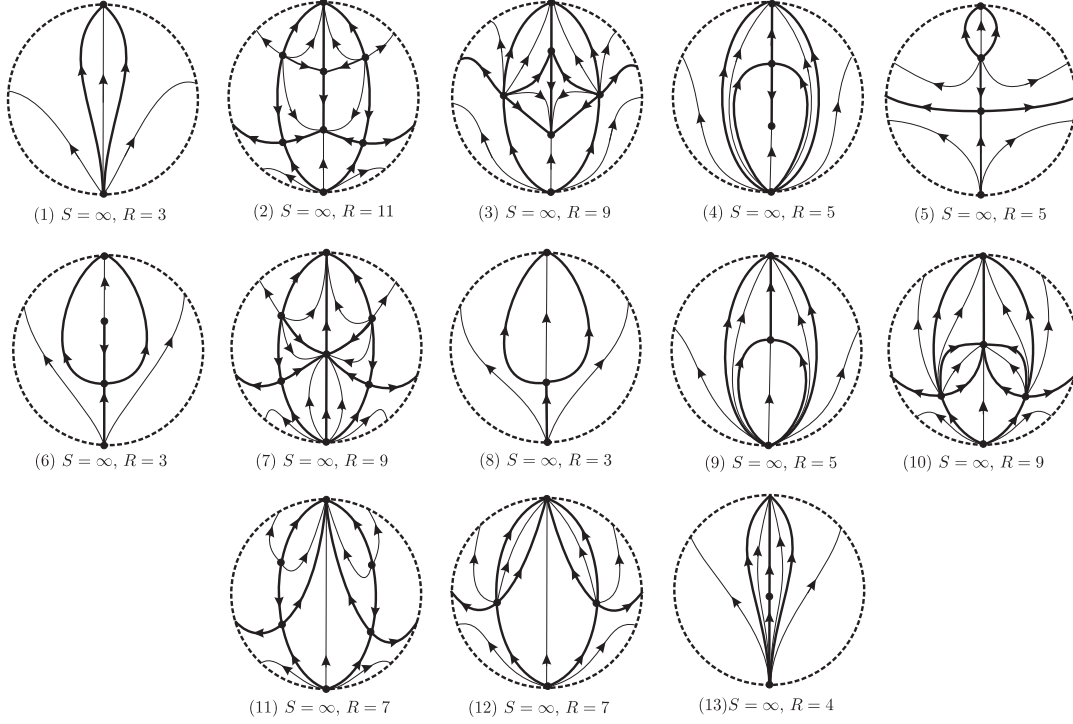 (1) S = ∞, R = 3
(2) S = ∞, R = 11
(3) S = ∞, R = 9
(4) S = ∞, R = 5
(5) S = ∞, R = 5
(6) S = ∞, R = 3
(7) S = ∞, R = 9
(8) S = ∞, R = 3
(9) S = ∞, R = 5
(10) S = ∞, R = 9
(11) S = ∞, R = 7
(12) S = ∞, R = 7
(13)S = ∞, R = 4